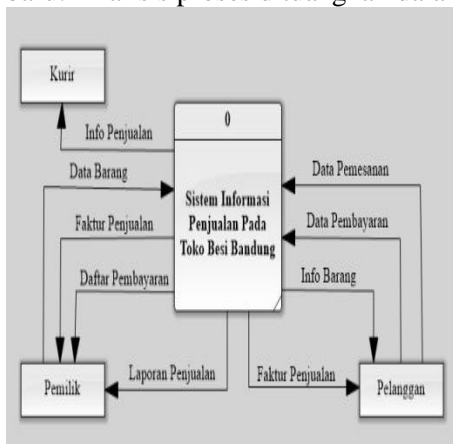 Kurir
0
Info Penjualan
Data Barang
Data Pemesanan
Sistem Informasi
Penjualan Pada
Toko Besi Bandung
Faktur Penjualan
Data Pembayaran
Daftar Pembayaran
Info Barang
Laporan Penjualan
Faktur Penjualan
Pemilik
Pelanggan